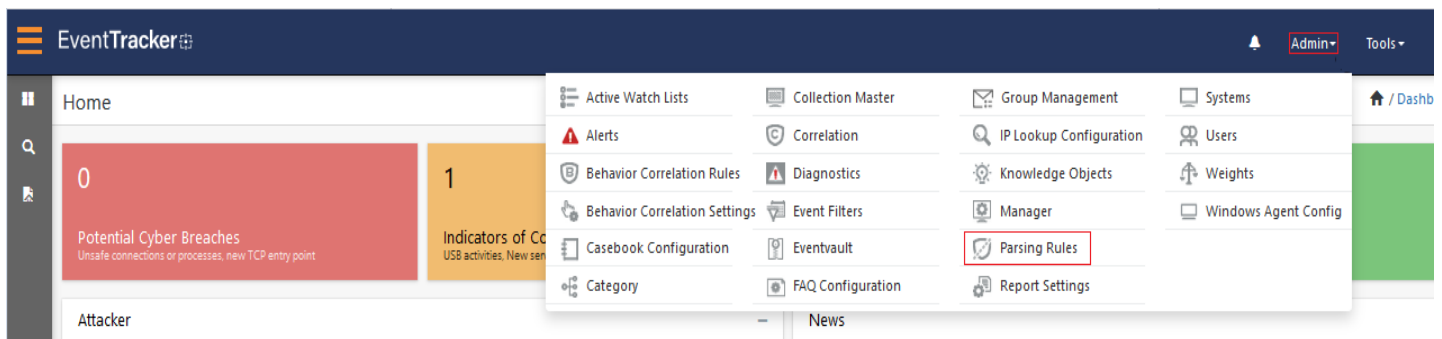 EventTracker
Admin
Tools
Home
/ Dashb
0
Potential Cyber Breaches
Unsafe connections or processes, new TCP entry point
1
Indicators of Co
USB activities, New serv
Active Watch Lists
Collection Master
Group Management
Systems
Alerts
Correlation
IP Lookup Configuration
Users
Behavior Correlation Rules
Diagnostics
Knowledge Objects
Weights
Behavior Correlation Settings
Event Filters
Manager
Windows Agent Config
Casebook Configuration
Eventvault
Parsing Rules
Category
FAQ Configuration
Report Settings
Attacker
News